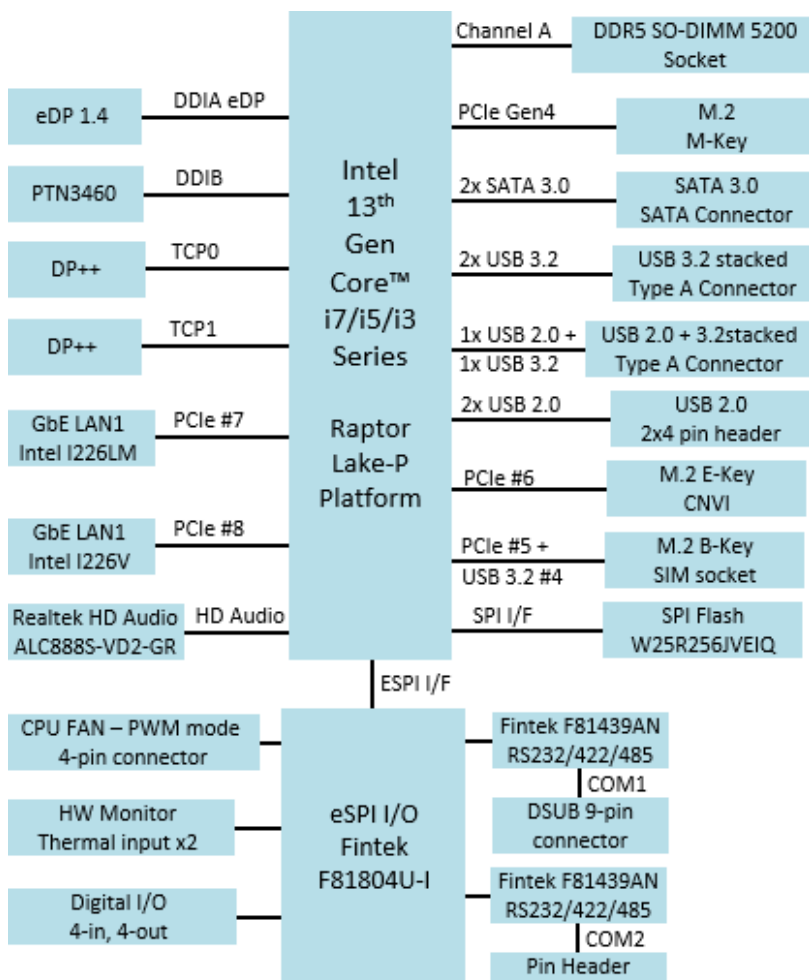 Channel A
DDR5 SO-DIMM 5200
Socket
DDIA eDP
eDP 1.4
PCIe Gen4
M.2
M-Key
DDIB
PTN3460
2x SATA 3.0
SATA 3.0
SATA Connector
TCP0
DP++
2x USB 3.2
USB 3.2 stacked
Type A Connector
TCP1
DP++
1x USB 2.0 +
1x USB 3.2
USB 2.0 + 3.2stacked
Type A Connector
Intel
13th
Gen
Core™
i7/i5/i3
Series
Raptor
Lake-P
Platform
2x USB 2.0
USB 2.0
2x4 pin header
PCIe #7
GbE LAN1
Intel I226LM
PCIe #6
M.2 E-Key
CNVI
PCIe #8
GbE LAN1
Intel I226V
PCIe #5 +
USB 3.2 #4
M.2 B-Key
SIM socket
HD Audio
Realtek HD Audio
ALC888S-VD2-GR
SPI I/F
SPI Flash
W25R256JVEIQ
ESPI I/F
CPU FAN – PWM mode
4-pin connector
Fintek F81439AN
RS232/422/485
COM1
DSUB 9-pin
connector
HW Monitor
Thermal input x2
eSPI I/O
Fintek
F81804U-I
Digital I/O
4-in, 4-out
Fintek F81439AN
RS232/422/485
COM2
Pin Header